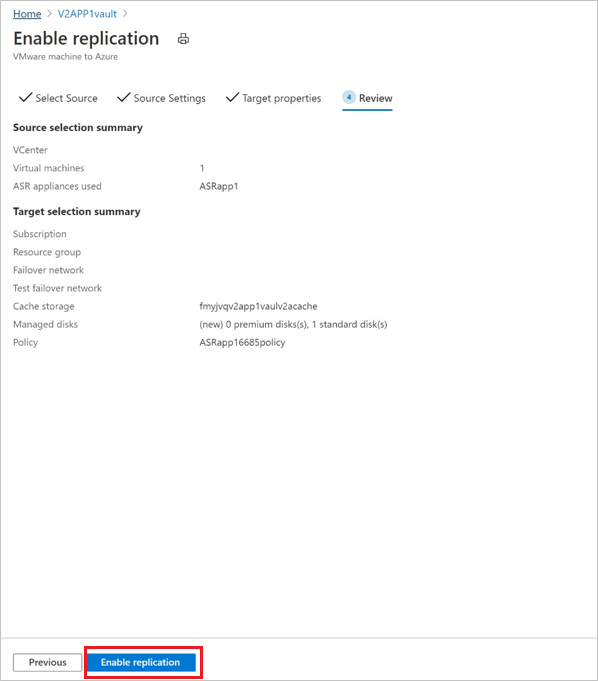 Home > V2APP1vault >
Enable replication
VMware machine to Azure
Select Source Source Settings Target properties 4 Review
Source selection summary
VCenter
Virtual machines 1
ASR appliances used ASRapp1
Target selection summary
Subscription
Resource group
Failover network
Test failover network
Cache storage fmyjvqv2app1vaulv2acache
Managed disks (new) 0 premium disks(s), 1 standard disk(s)
Policy ASRapp16685policy
Previous Enable replication